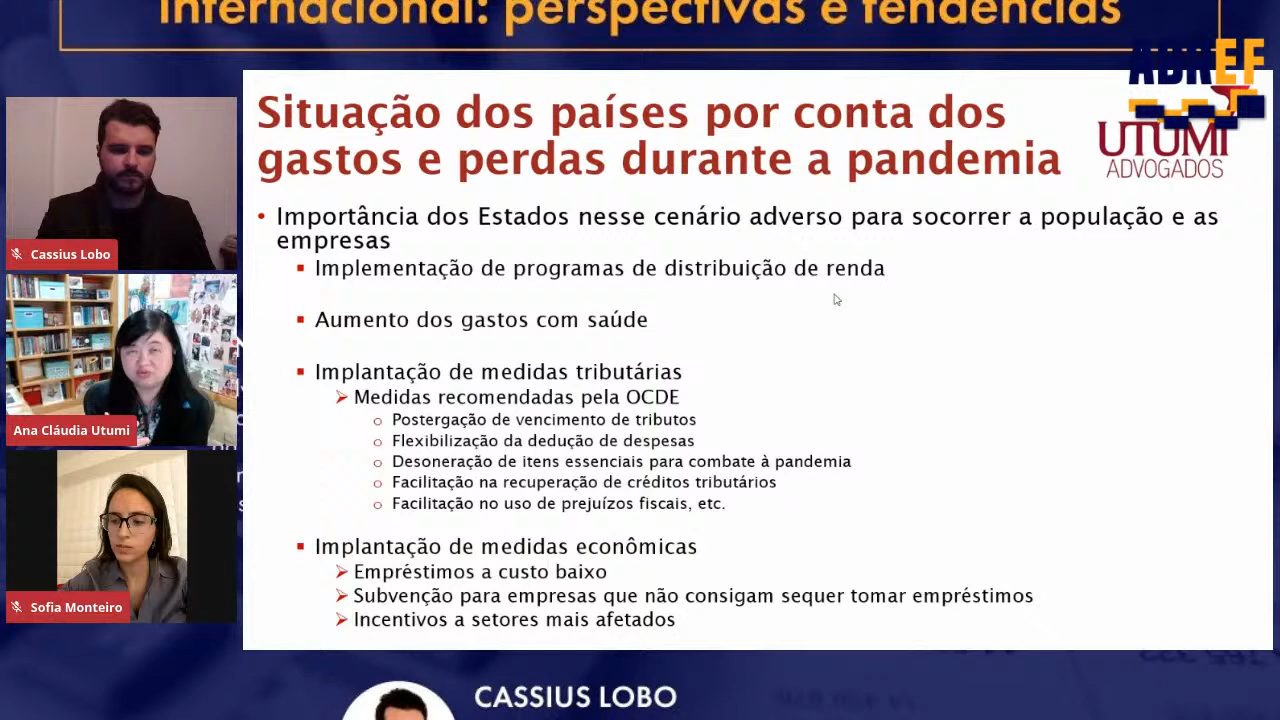 internacional: perspectivas e tendências
ABREF
Situação dos países por conta dos
gastos e perdas durante a pandemia
UTUMI
ADVOGADOS
• Importância dos Estados nesse cenário adverso para socorrer a população e as
empresas
▪ Implementação de programas de distribuição de renda
▪ Aumento dos gastos com saúde
▪ Implantação de medidas tributárias
➢ Medidas recomendadas pela OCDE
o Postergação de vencimento de tributos
o Flexibilização da dedução de despesas
o Desoneração de itens essenciais para combate à pandemia
o Facilitação na recuperação de créditos tributários
o Facilitação no uso de prejuízos fiscais, etc.
▪ Implantação de medidas econômicas
➢ Empréstimos a custo baixo
➢ Subvenção para empresas que não consigam sequer tomar empréstimos
➢ Incentivos a setores mais afetados
Cassius Lobo
Ana Cláudia Utumi
Sofia Monteiro
CASSIUS LOBO